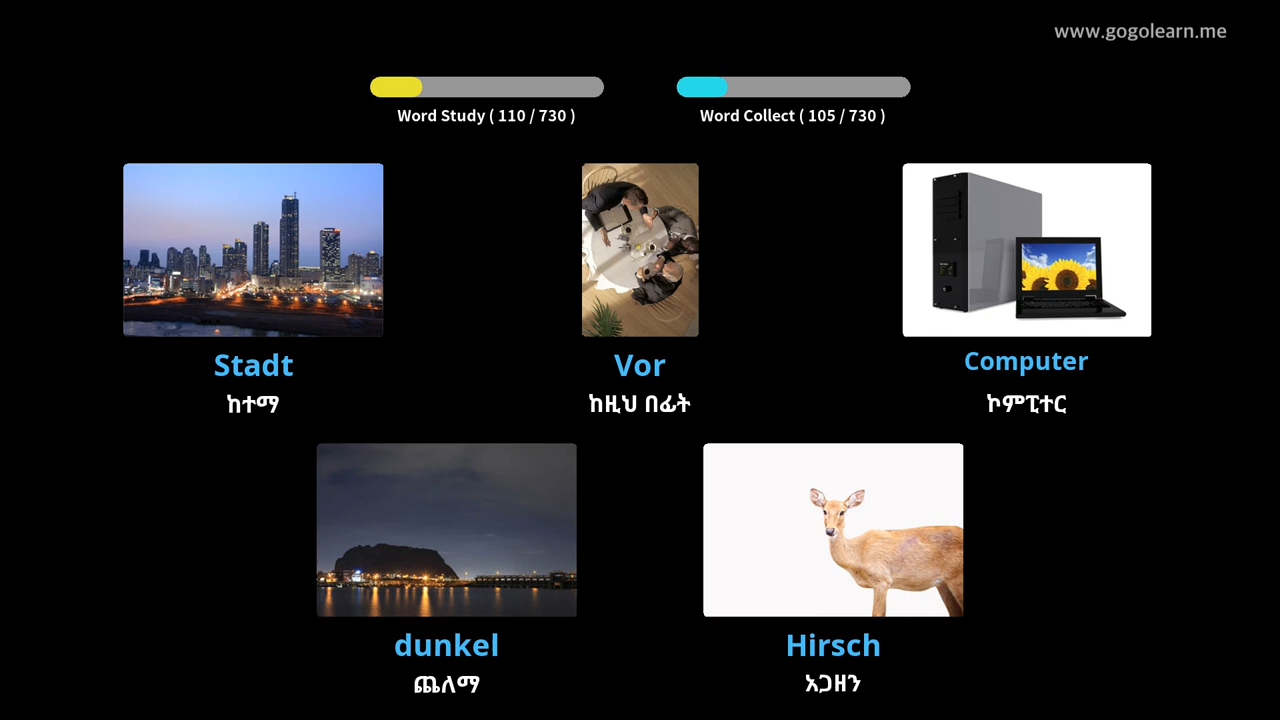 www.gogolearn.me
Word Study ( 110 / 730 )
Word Collect ( 105 / 730 )
Stadt
ከተማ
Vor
ከዚህ በፊት
Computer
ኮምፒተር
dunkel
ጨለማ
Hirsch
አጋዘን